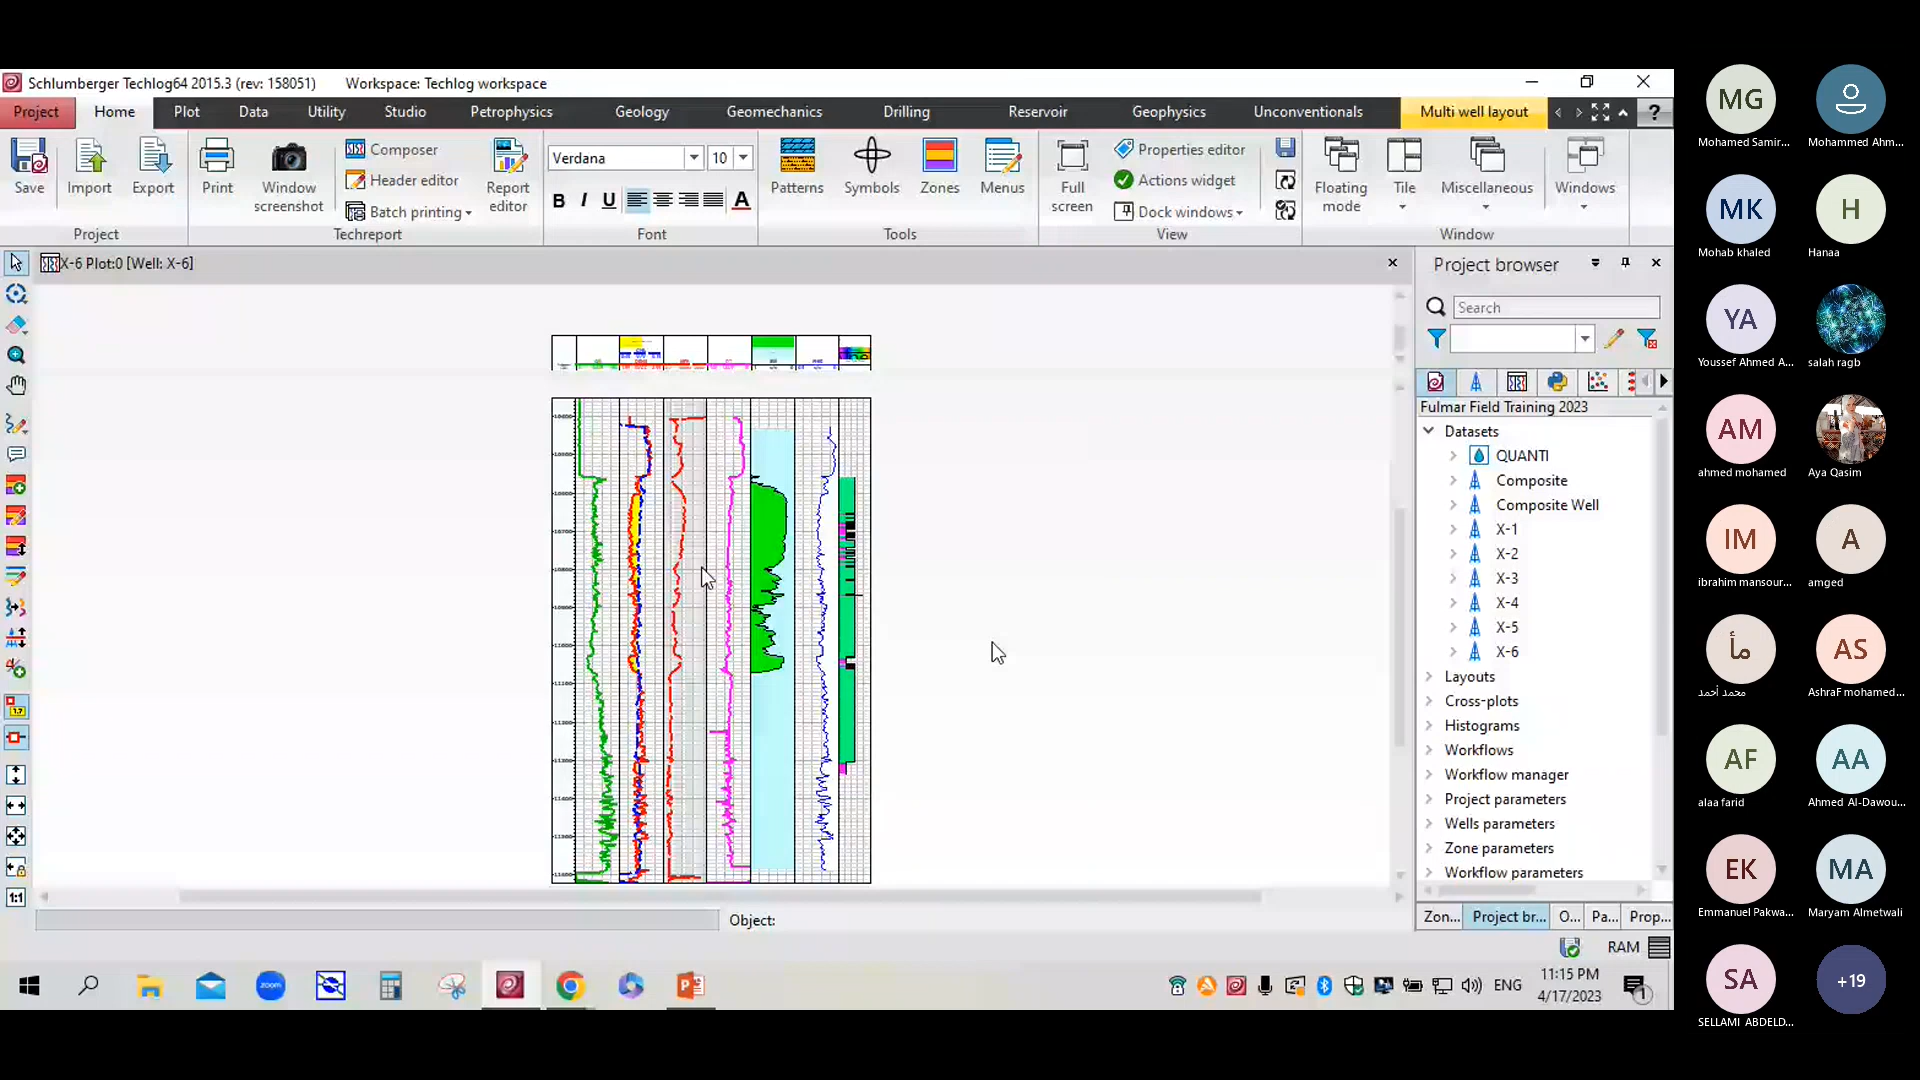 Schlumberger Techlog64 2015.3 (rev: 158051) Workspace: Techlog workspace
Project Home Plot Data Utility Studio Petrophysics Geology Geomechanics Drilling Reservoir Geophysics Unconventionals Multi well layout ?
Save
Import
Export
Project
Print
Window screenshot
Composer
Header editor
Batch printing
Report editor
Techreport
Verdana 10
B I U A
Font
Patterns
Symbols
Zones
Menus
Tools
Full screen
Properties editor
Actions widget
Dock windows
View
Floating mode
Tile
Miscellaneous
Windows
Window
X-6 Plot:0 [Well: X-6]
1:1
Object:
Project browser
Search
Fulmar Field Training 2023
Datasets
QUANTI
Composite
Composite Well
X-1
X-2
X-3
X-4
X-5
X-6
Layouts
Cross-plots
Histograms
Workflows
Workflow manager
Project parameters
Wells parameters
Zone parameters
Workflow parameters
Zon... Project br... O... Pa... Prop...
RAM
zoom
ENG
11:15 PM
4/17/2023
1
MG
Mohamed Samir...
Mohammed Ahm...
MK
Mohab khaled
H
Hanaa
YA
Youssef Ahmed A...
salah ragb
AM
ahmed mohamed
Aya Qasim
IM
ibrahim mansour...
A
amged
مأ
محمد أحمد
AS
AshraF mohamed...
AF
alaa farid
AA
Ahmed Al-Dawou...
EK
Emmanuel Pakwa...
MA
Maryam Almetwali
SA
SELLAMI ABDELD...
+19